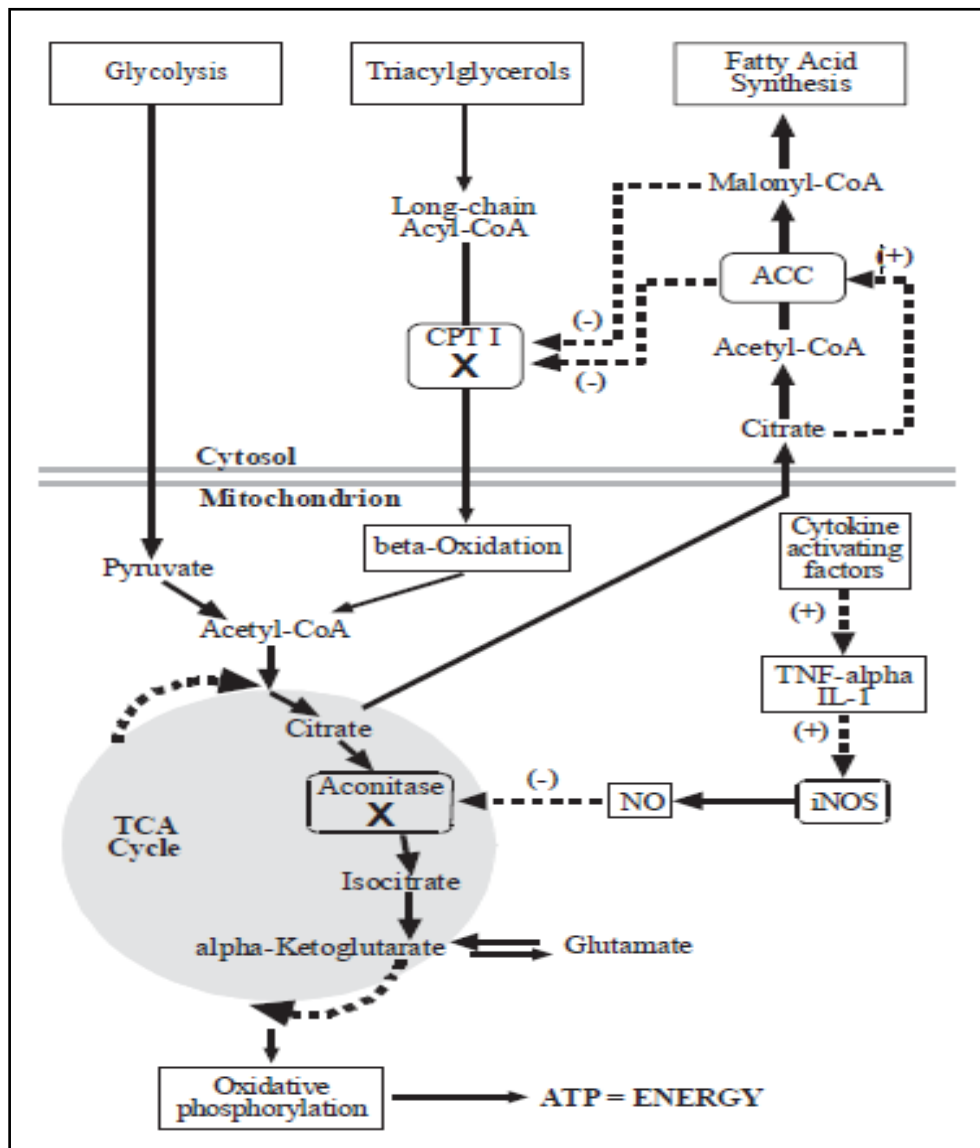 Glycolysis
Triacylglycerols
Fatty Acid
Synthesis
Malonyl-CoA
Long-chain
Acyl-CoA
(+)
ACC
(-)
CPT I
X
Acetyl-CoA
(-)
Citrate
Cytosol
Mitochondrion
Cytokine
activating
factors
beta-Oxidation
Pyruvate
(+)
Acetyl-CoA
TNF-alpha
IL-1
Citrate
(+)
(-)
Aconitase
X
NO
iNOS
TCA
Cycle
Isocitrate
alpha-Ketoglutarate
Glutamate
Oxidative
phosphorylation
ATP = ENERGY